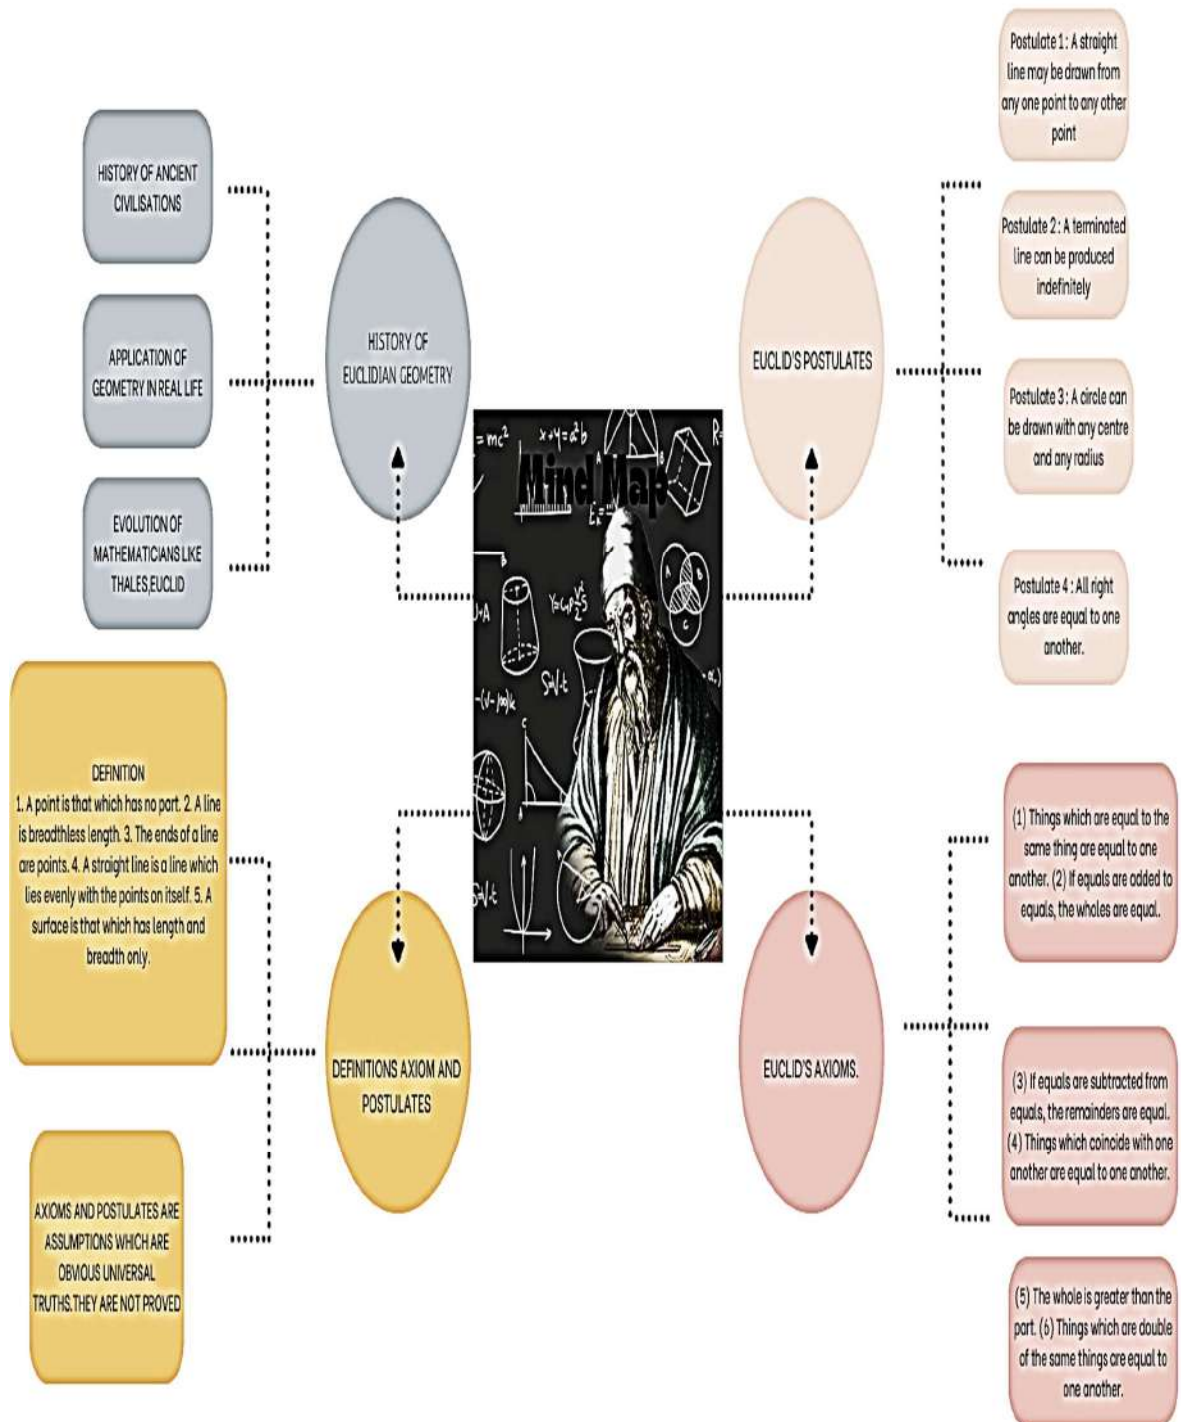 HISTORY OF ANCIENT
CIVILISATIONS
APPLICATION OF
GEOMETRY IN REAL LIFE
EVOLUTION OF
MATHEMATICIANS LIKE
THALES,EUCLID
HISTORY OF
EUCLIDIAN GEOMETRY
EUCLID'S POSTULATES
Postulate 1 : A straight
line may be drawn from
any one point to any other
point
Postulate 2 : A terminated
line can be produced
indefinitely
Postulate 3 : A circle can
be drawn with any centre
and any radius
Postulate 4 : All right
angles are equal to one
another.
= mc²
x+y=a²b
Mind Map
A
B
S=V·t
A
B
C
C
S=V·t
DEFINITION
1. A point is that which has no part. 2. A line
is breadthless length. 3. The ends of a line
are points. 4. A straight line is a line which
lies evenly with the points on itself. 5. A
surface is that which has length and
breadth only.
AXIOMS AND POSTULATES ARE
ASSUMPTIONS WHICH ARE
OBVIOUS UNIVERSAL
TRUTHS.THEY ARE NOT PROVED
DEFINITIONS AXIOM AND
POSTULATES
EUCLID'S AXIOMS.
(1) Things which are equal to the
same thing are equal to one
another. (2) If equals are added to
equals, the wholes are equal.
(3) If equals are subtracted from
equals, the remainders are equal.
(4) Things which coincide with one
another are equal to one another.
(5) The whole is greater than the
part. (6) Things which are double
of the same things are equal to
one another.